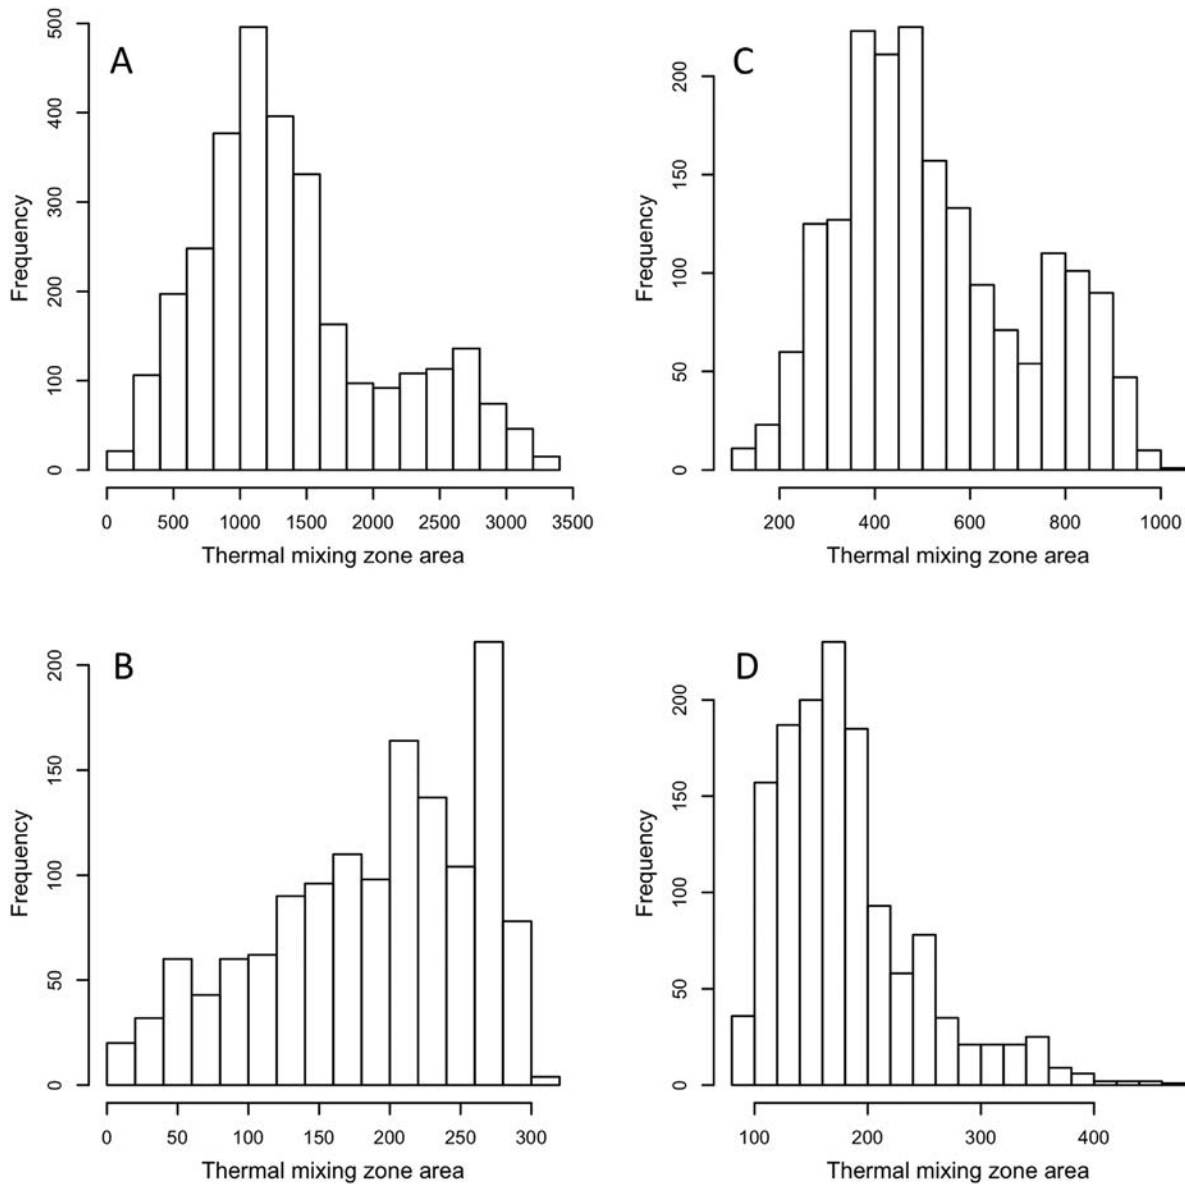 A
Frequency
0 100 200 300 400 500
0 500 1000 1500 2000 2500 3000 3500
Thermal mixing zone area
C
Frequency
0 50 100 150 200
200 400 600 800 1000
Thermal mixing zone area
B
Frequency
0 50 100 150 200
0 50 100 150 200 250 300
Thermal mixing zone area
D
Frequency
0 50 100 150 200
100 200 300 400
Thermal mixing zone area